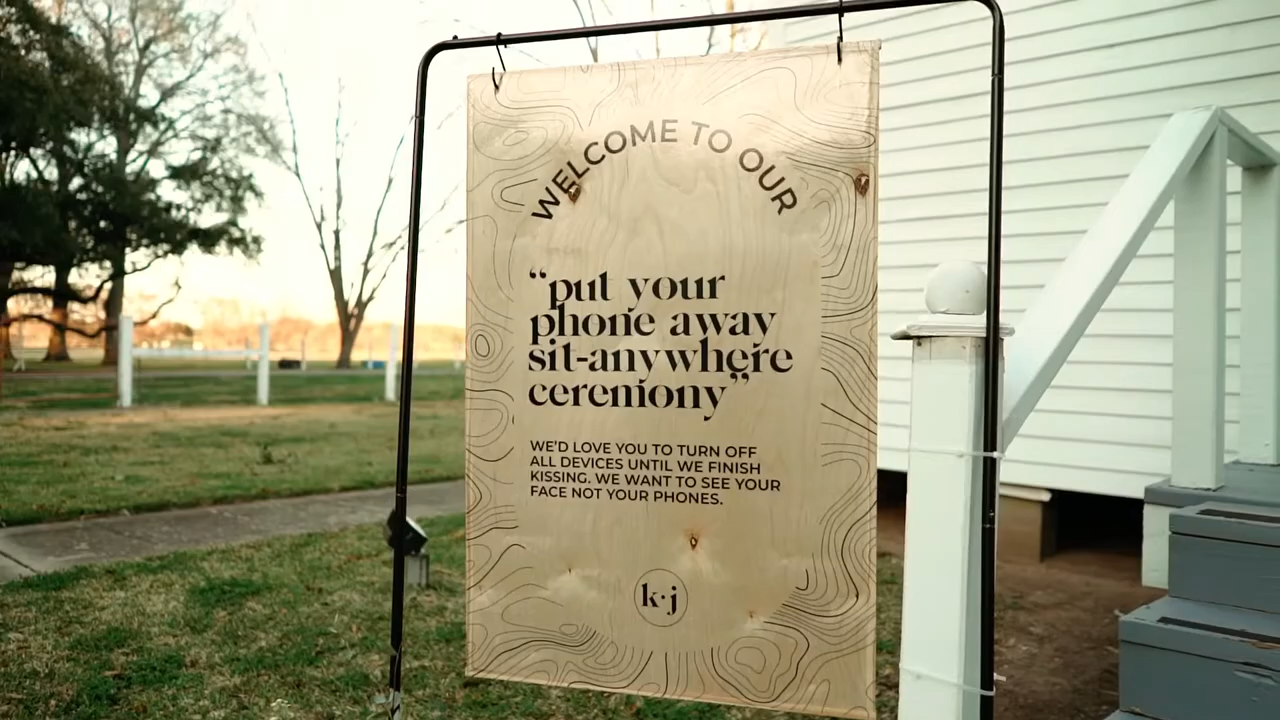 WELCOME TO OUR
“put your
phone away
sit-anywhere
ceremony”
WE'D LOVE YOU TO TURN OFF
ALL DEVICES UNTIL WE FINISH
KISSING. WE WANT TO SEE YOUR
FACE NOT YOUR PHONES.
k·j